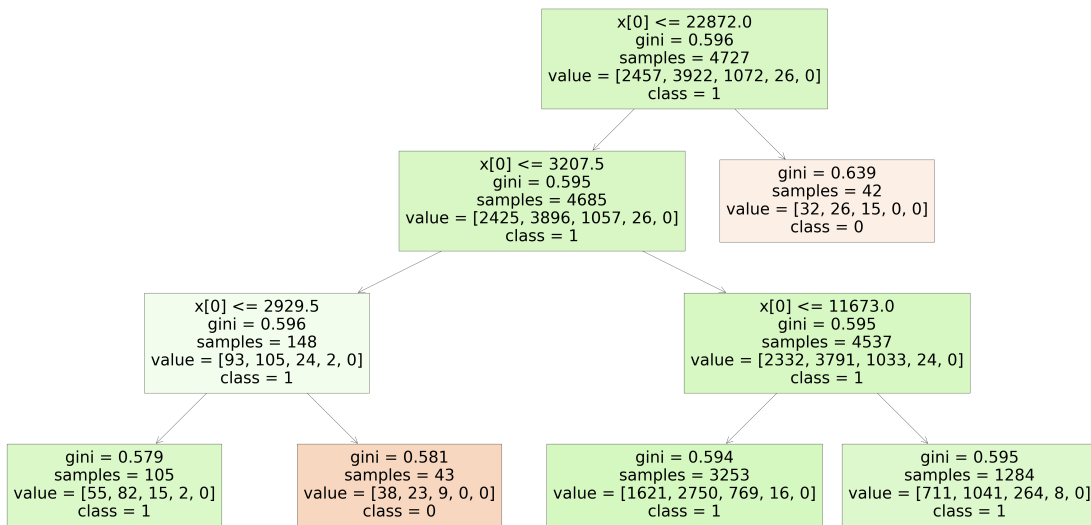 x[0] <= 22872.0
gini = 0.596
samples = 4727
value = [2457, 3922, 1072, 26, 0]
class = 1
x[0] <= 3207.5
gini = 0.595
samples = 4685
value = [2425, 3896, 1057, 26, 0]
class = 1
gini = 0.639
samples = 42
value = [32, 26, 15, 0, 0]
class = 0
x[0] <= 2929.5
gini = 0.596
samples = 148
value = [93, 105, 24, 2, 0]
class = 1
x[0] <= 11673.0
gini = 0.595
samples = 4537
value = [2332, 3791, 1033, 24, 0]
class = 1
gini = 0.579
samples = 105
value = [55, 82, 15, 2, 0]
class = 1
gini = 0.581
samples = 43
value = [38, 23, 9, 0, 0]
class = 0
gini = 0.594
samples = 3253
value = [1621, 2750, 769, 16, 0]
class = 1
gini = 0.595
samples = 1284
value = [711, 1041, 264, 8, 0]
class = 1